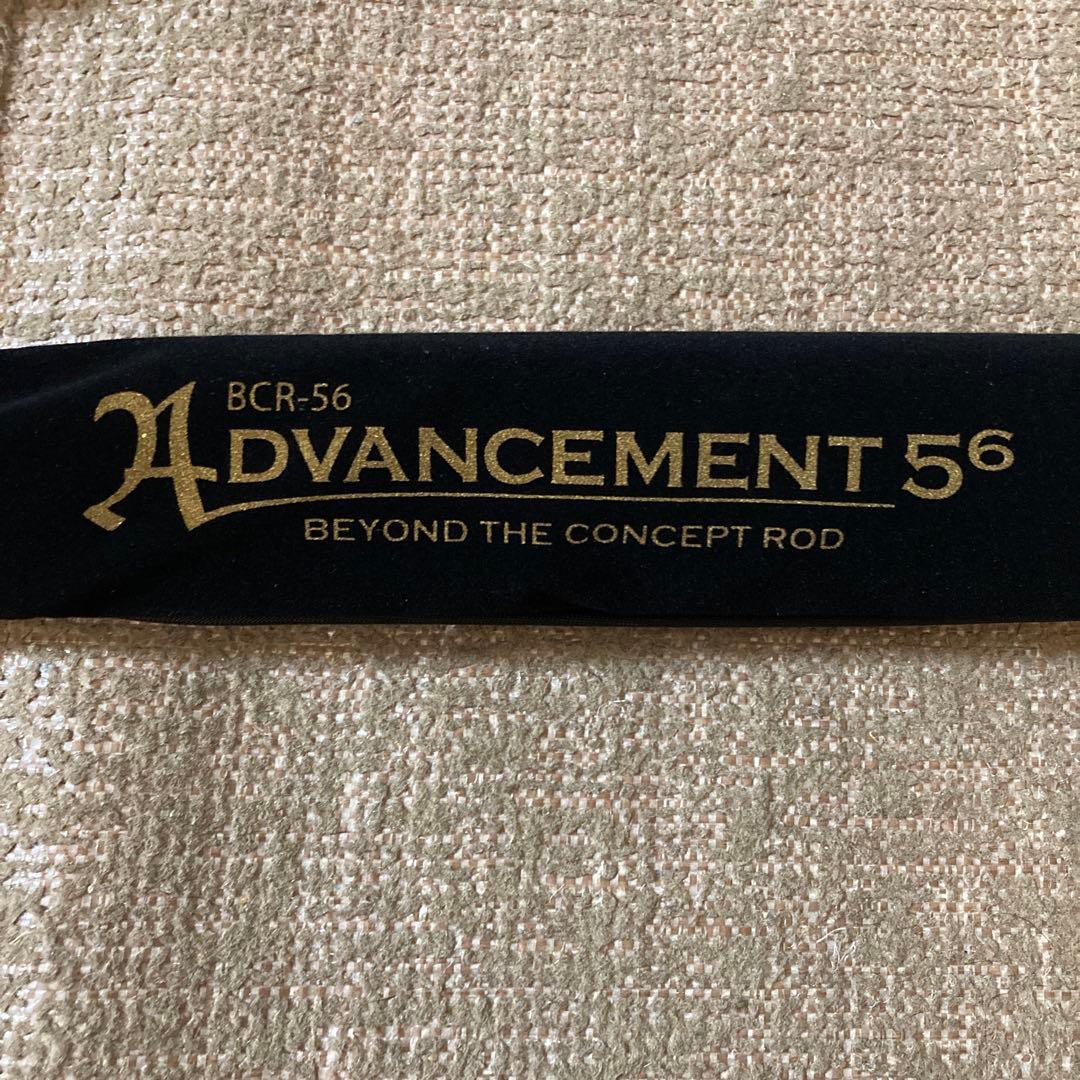 BCR-56
ADVANCEMENT 56
BEYOND THE CONCEPT ROD